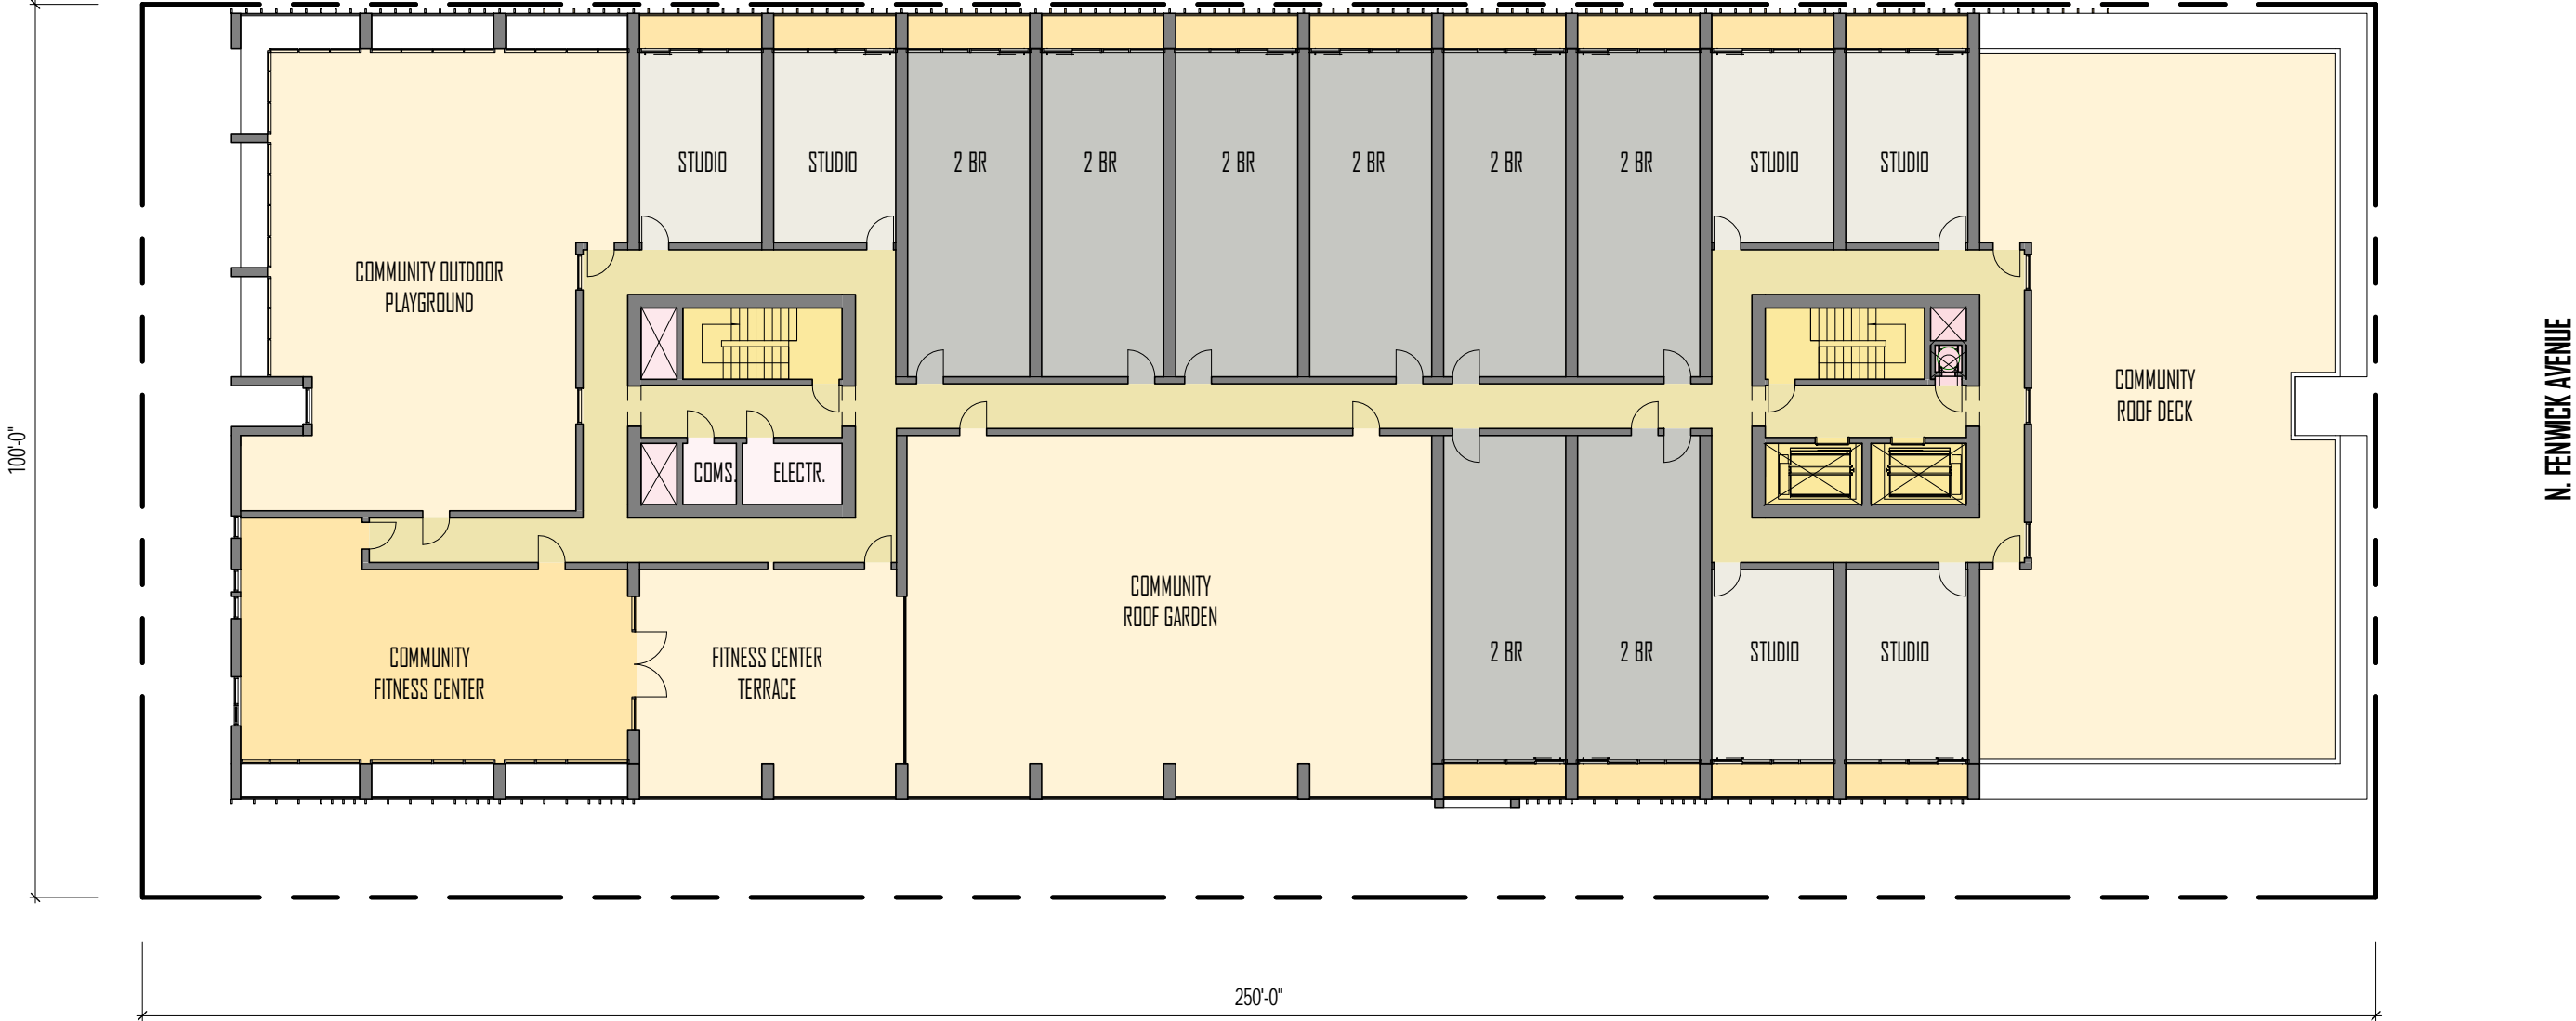 STUDIO
STUDIO
2 BR
2 BR
2 BR
2 BR
2 BR
2 BR
STUDIO
STUDIO
COMMUNITY OUTDOOR
PLAYGROUND
COMMUNITY
ROOF DECK
N. FENWICK AVENUE
100'-0"
COMS.
ELECTR.
COMMUNITY
ROOF GARDEN
COMMUNITY
FITNESS CENTER
FITNESS CENTER
TERRACE
2 BR
2 BR
STUDIO
STUDIO
250'-0"